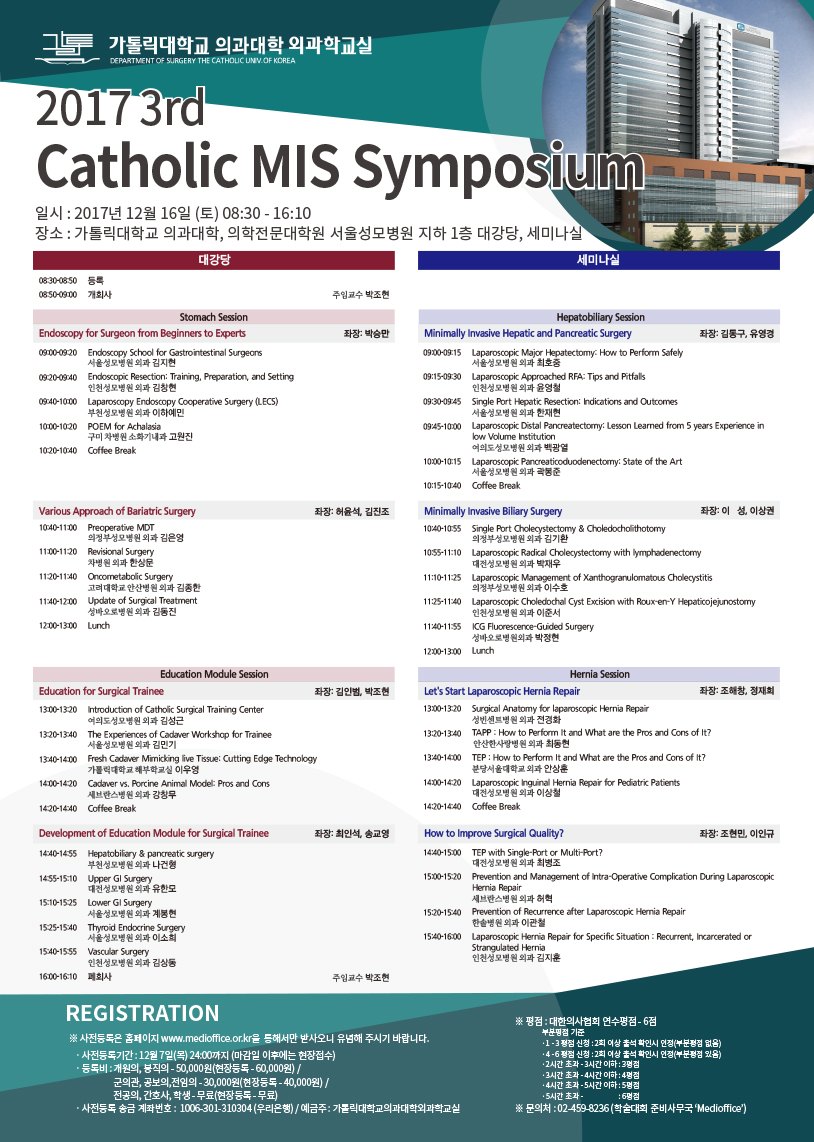 가톨릭대학교 의과대학 외과학교실
DEPARTMENT OF SURGERY THE CATHOLIC UNIV. OF KOREA
2017 3rd
Catholic MIS Symposium
일시 : 2017년 12월 16일 (토) 08:30 - 16:10
장소 : 가톨릭대학교 의과대학, 의학전문대학원 서울성모병원 지하 1층 대강당, 세미나실
대강당
08:30-08:50 등록
08:50-09:00 개회사 주임교수 박조현
Stomach Session
Endoscopy for Surgeon from Beginners to Experts 좌장: 박승만
09:00-09:20 Endoscopy School for Gastrointestinal Surgeons
서울성모병원 외과 김지현
09:20-09:40 Endoscopic Resection: Training, Preparation, and Setting
인천성모병원 외과 김창현
09:40-10:00 Laparoscopy Endoscopy Cooperative Surgery (LECS)
부천성모병원 외과 이하예민
10:00-10:20 POEM for Achalasia
구미 차병원 소화기내과 고원진
10:20-10:40 Coffee Break
Various Approach of Bariatric Surgery 좌장: 허윤석, 김진조
10:40-11:00 Preoperative MDT
의정부성모병원 외과 김은영
11:00-11:20 Revisional Surgery
차병원 외과 한상문
11:20-11:40 Oncometabolic Surgery
고려대학교 안산병원 외과 김종한
11:40-12:00 Update of Surgical Treatment
성바오로병원 외과 김동진
12:00-13:00 Lunch
Education Module Session
Education for Surgical Trainee 좌장: 김인범, 박조현
13:00-13:20 Introduction of Catholic Surgical Training Center
여의도성모병원 외과 김성근
13:20-13:40 The Experiences of Cadaver Workshop for Trainee
서울성모병원 외과 김민기
13:40-14:00 Fresh Cadaver Mimicking live Tissue: Cutting Edge Technology
가톨릭대학교 해부학교실 이우영
14:00-14:20 Cadaver vs. Porcine Animal Model: Pros and Cons
세브란스병원 외과 강창무
14:20-14:40 Coffee Break
Development of Education Module for Surgical Trainee 좌장: 최인석, 송교영
14:40-14:55 Hepatobiliary & pancreatic surgery
부천성모병원 외과 나건형
14:55-15:10 Upper GI Surgery
대전성모병원 외과 유한모
15:10-15:25 Lower GI Surgery
서울성모병원 외과 계봉현
15:25-15:40 Thyroid Endocrine Surgery
서울성모병원 외과 이소희
15:40-15:55 Vascular Surgery
인천성모병원 외과 김상동
16:00-16:10 폐회사 주임교수 박조현
세미나실
Hepatobiliary Session
Minimally Invasive Hepatic and Pancreatic Surgery 좌장: 김동구, 유영경
09:00-09:15 Laparoscopic Major Hepatectomy: How to Perform Safely
서울성모병원 외과 최호중
09:15-09:30 Laparoscopic Approached RFA: Tips and Pitfalls
인천성모병원 외과 윤영철
09:30-09:45 Single Port Hepatic Resection: Indications and Outcomes
서울성모병원 외과 한재현
09:45-10:00 Laparoscopic Distal Pancreatectomy: Lesson Learned from 5 years Experience in
low Volume Institution
여의도성모병원 외과 백광열
10:00-10:15 Laparoscopic Pancreaticoduodenectomy: State of the Art
서울성모병원 외과 곽봉준
10:15-10:40 Coffee Break
Minimally Invasive Biliary Surgery 좌장: 이 성, 이상권
10:40-10:55 Single Port Cholecystectomy & Choledocholithotomy
의정부성모병원 외과 김기환
10:55-11:10 Laparoscopic Radical Cholecystectomy with lymphadenectomy
대전성모병원 외과 박재우
11:10-11:25 Laparoscopic Management of Xanthogranulomatous Cholecystitis
의정부성모병원 외과 이수호
11:25-11:40 Laparoscopic Choledochal Cyst Excision with Roux-en-Y Hepaticojejunostomy
인천성모병원 외과 이준서
11:40-11:55 ICG Fluorescence-Guided Surgery
성바오로병원외과 박정현
12:00-13:00 Lunch
Hernia Session
Let's Start Laparoscopic Hernia Repair 좌장: 조해창, 정재희
13:00-13:20 Surgical Anatomy for laparoscopic Hernia Repair
성빈센트병원 외과 전경화
13:20-13:40 TAPP : How to Perform It and What are the Pros and Cons of It?
안산한사랑병원 외과 최동현
13:40-14:00 TEP : How to Perform It and What are the Pros and Cons of It?
분당서울대학교 외과 안상훈
14:00-14:20 Laparoscopic Inguinal Hernia Repair for Pediatric Patients
대전성모병원 외과 이상철
14:20-14:40 Coffee Break
How to Improve Surgical Quality? 좌장: 조현민, 이인규
14:40-15:00 TEP with Single-Port or Multi-Port?
대전성모병원 외과 최병조
15:00-15:20 Prevention and Management of Intra-Operative Complication During Laparoscopic
Hernia Repair
세브란스병원 외과 허혁
15:20-15:40 Prevention of Recurrence after Laparoscopic Hernia Repair
한솔병원 외과 이관철
15:40-16:00 Laparoscopic Hernia Repair for Specific Situation : Recurrent, Incarcerated or
Strangulated Hernia
인천성모병원 외과 김지훈
REGISTRATION
※ 사전등록은 홈페이지 www.medioffice.or.kr을 통해서만 받사오니 유념해 주시기 바랍니다.
· 사전등록기간 : 12월 7일(목) 24:00까지 (마감일 이후에는 현장접수)
· 등록비 : 개원의, 봉직의 - 50,000원(현장등록 - 60,000원) /
군의관, 공보의,전임의 - 30,000원(현장등록 - 40,000원) /
전공의, 간호사, 학생 - 무료(현장등록 - 무료)
· 사전등록 송금 계좌번호 : 1006-301-310304 (우리은행) / 예금주 : 가톨릭대학교의과대학외과학교실
※ 평점 : 대한의사협회 연수평점 - 6점
부문평점 기준
· 1 - 3 평점 신청 : 2회 이상 출석 확인시 인정(부문평점 없음)
· 4 - 6 평점 신청 : 2회 이상 출석 확인시 인정(부문평점 있음)
· 2시간 초과 - 3시간 이하 : 3평점
· 3시간 초과 - 4시간 이하 : 4평점
· 4시간 초과 - 5시간 이하 : 5평점
· 5시간 초과 - : 6평점
※ 문의처 : 02-459-8236 (학술대회 준비사무국 'Medioffice')